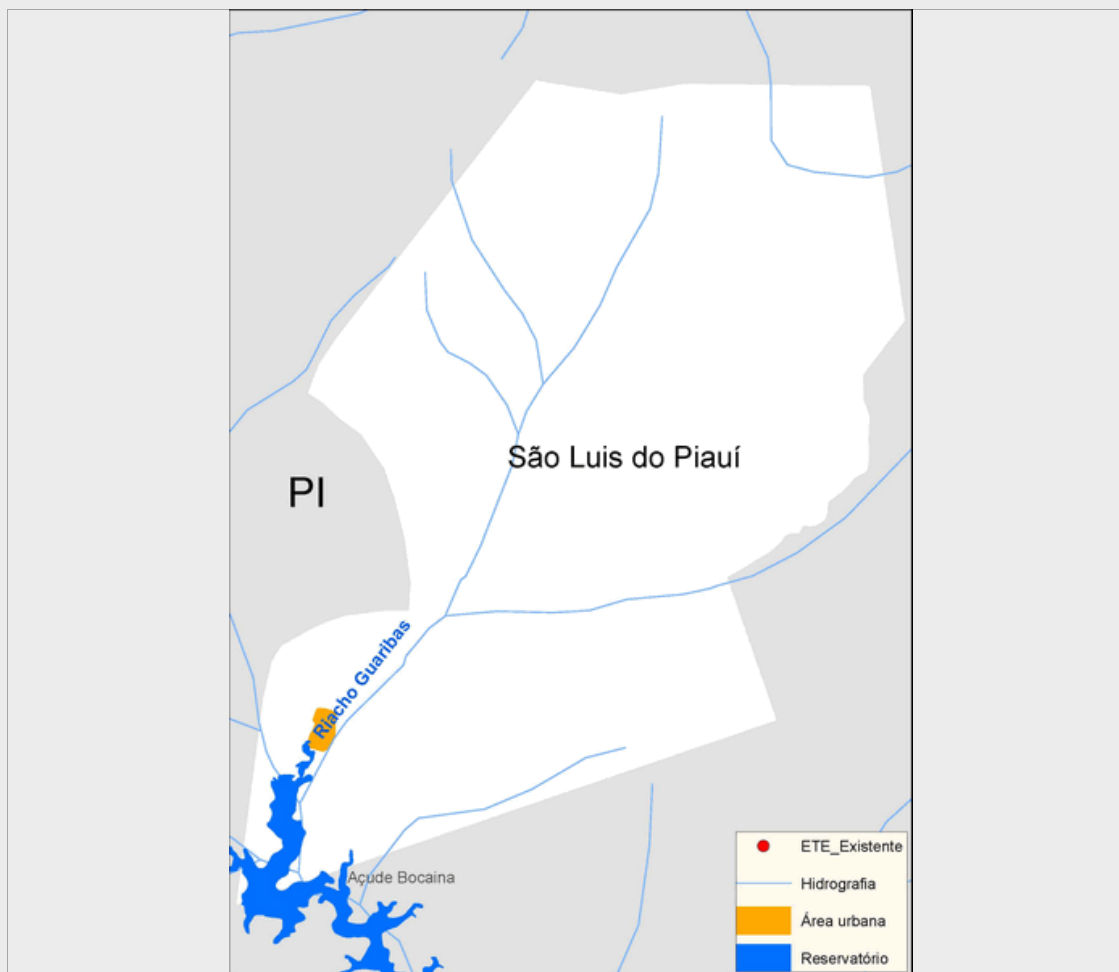 São Luis do Piauí
PI
Riacho Guaribas
Açude Bocaina
ETE_Existente
Hidrografia
Área urbana
Reservatório